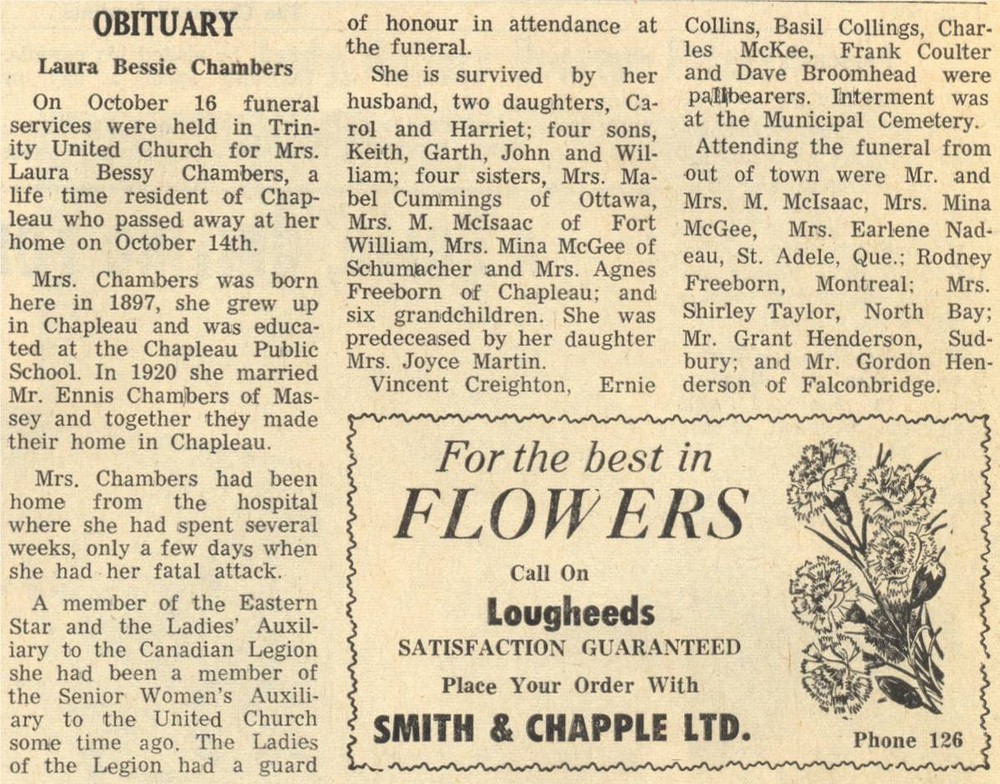 OBITUARY
Laura Bessie Chambers
On October 16 funeral
services were held in Trin-
ity United Church for Mrs.
Laura Bessy Chambers, a
life time resident of Chap-
leau who passed away at her
home on October 14th.
Mrs. Chambers was born
here in 1897, she grew up
in Chapleau and was educa-
ted at the Chapleau Public
School. In 1920 she married
Mr. Ennis Chambers of Mas-
sey and together they made
their home in Chapleau.
Mrs. Chambers had been
home from the hospital
where she had spent several
weeks, only a few days when
she had her fatal attack.
A member of the Eastern
Star and the Ladies' Auxil-
iary to the Canadian Legion
she had been a member of
the Senior Women's Auxili-
ary to the United Church
some time ago. The Ladies
of the Legion had a guard
of honour in attendance at
the funeral.
She is survived by her
husband, two daughters, Ca-
rol and Harriet; four sons,
Keith, Garth, John and Wil-
liam; four sisters, Mrs. Ma-
bel Cummings of Ottawa,
Mrs. M. McIsaac of Fort
William, Mrs. Mina McGee of
Schumacher and Mrs. Agnes
Freeborn of Chapleau; and
six grandchildren. She was
predeceased by her daughter
Mrs. Joyce Martin.
Vincent Creighton, Ernie
Collins, Basil Collings, Char-
les McKee, Frank Coulter
and Dave Broomhead were
pallbearers. Interment was
at the Municipal Cemetery.
Attending the funeral from
out of town were Mr. and
Mrs. M. McIsaac, Mrs. Mina
McGee, Mrs. Earlene Nad-
eau, St. Adele, Que.; Rodney
Freeborn, Montreal; Mrs.
Shirley Taylor, North Bay;
Mr. Grant Henderson, Sud-
bury; and Mr. Gordon Hen-
derson of Falconbridge.
For the best in
FLOWERS
Call On
Lougheeds
SATISFACTION GUARANTEED
Place Your Order With
SMITH & CHAPPLE LTD.
Phone 126